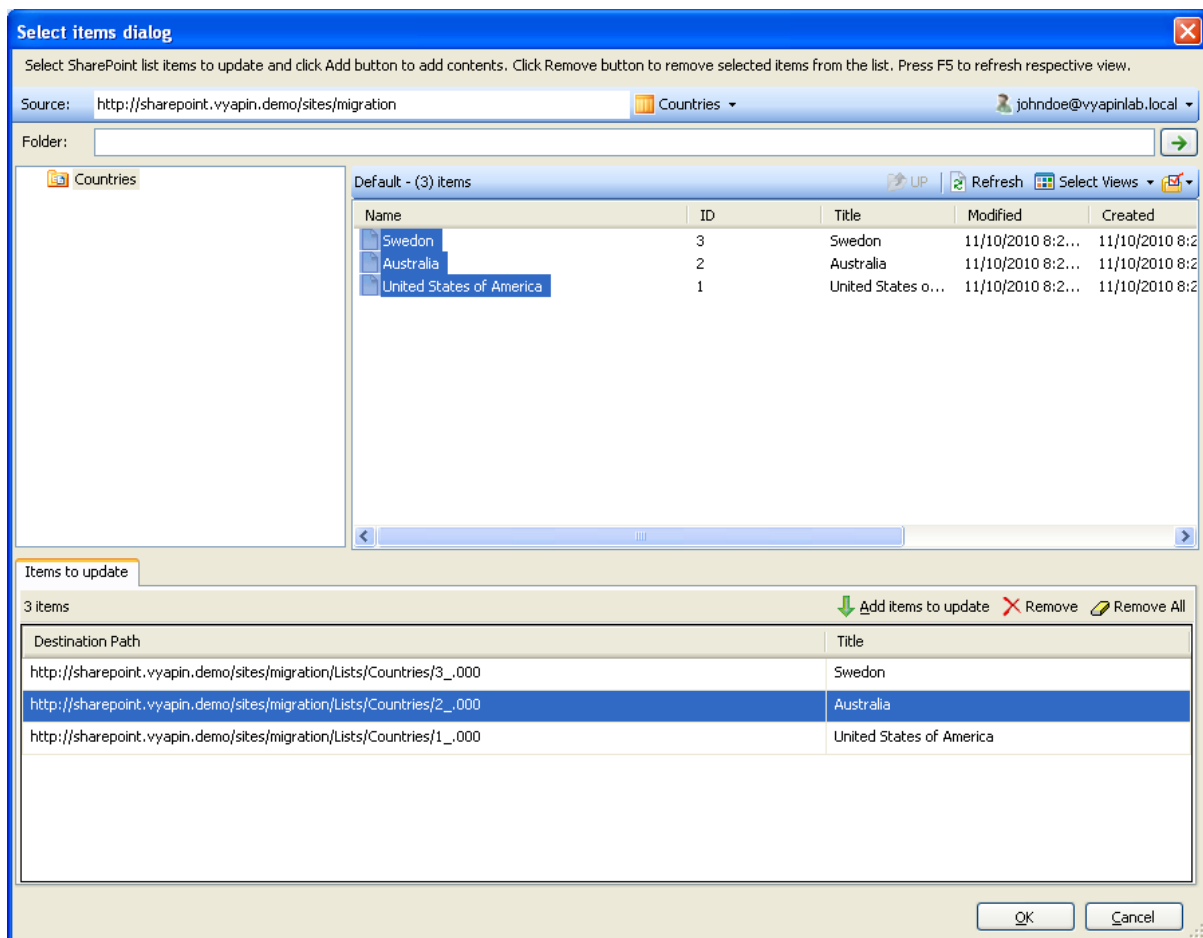 Select items dialog
Select SharePoint list items to update and click Add button to add contents. Click Remove button to remove selected items from the list. Press F5 to refresh respective view.
Source: http://sharepoint.vyapin.demo/sites/migration Countries johndoe@vyapinlab.local
Folder:
Countries
Default - (3) items UP Refresh Select Views
Name ID Title Modified Created
Swedon 3 Swedon 11/10/2010 8:2... 11/10/2010 8:2
Australia 2 Australia 11/10/2010 8:2... 11/10/2010 8:2
United States of America 1 United States o... 11/10/2010 8:2... 11/10/2010 8:2
Items to update
3 items Add items to update Remove Remove All
Destination Path Title
http://sharepoint.vyapin.demo/sites/migration/Lists/Countries/3_.000 Swedon
http://sharepoint.vyapin.demo/sites/migration/Lists/Countries/2_.000 Australia
http://sharepoint.vyapin.demo/sites/migration/Lists/Countries/1_.000 United States of America
OK Cancel